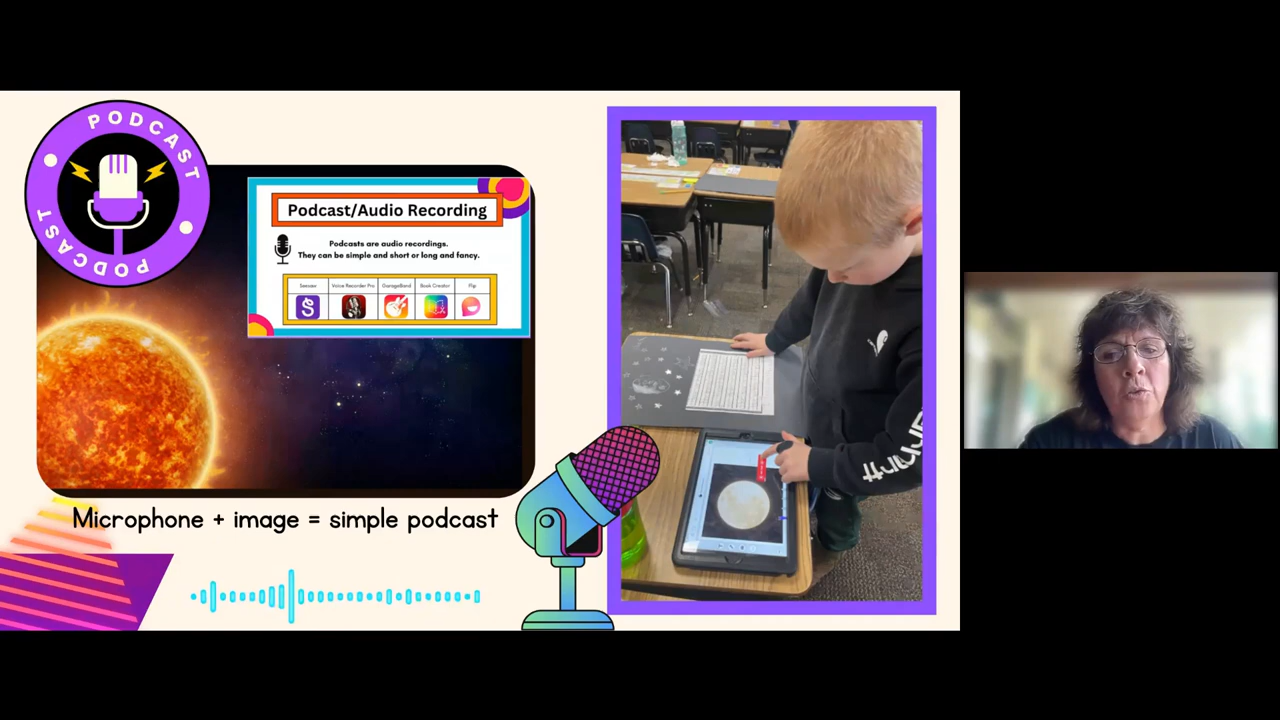 PODCAST
PODCAST
Podcast/Audio Recording
Podcasts are audio recordings.
They can be simple and short or long and fancy.
Seesaw Voice Recorder Pro GarageBand Book Creator Flip
S
Microphone + image = simple podcast